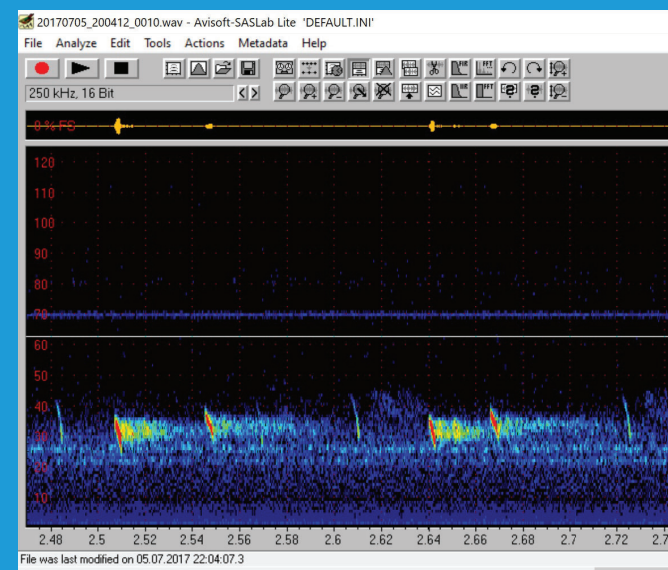 20170705_200412_0010.wav - Avisoft-SASLab Lite 'DEFAULT.INI'
File Analyze Edit Tools Actions Metadata Help
250 kHz, 16 Bit
0 % FS
120
110
100
90
80
70
60
50
40
30
20
10
2.48 2.5 2.52 2.54 2.56 2.58 2.6 2.62 2.64 2.66 2.68 2.7 2.72 2.7
File was last modified on 05.07.2017 22:04:07.3